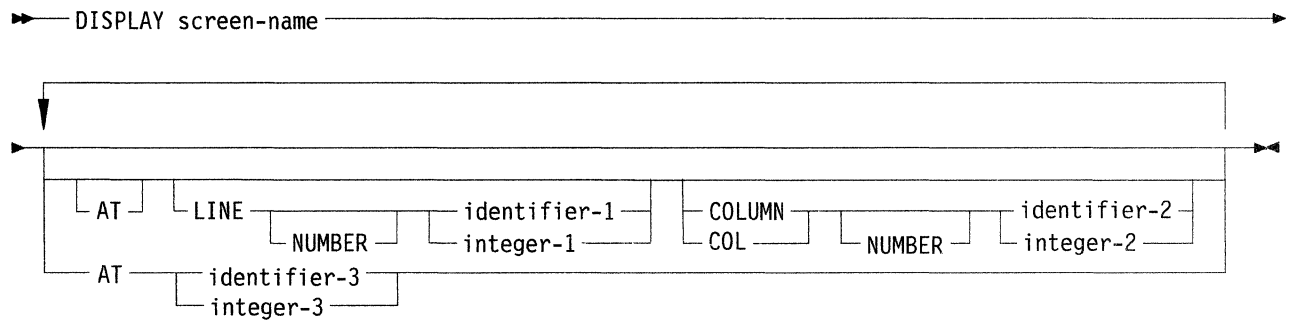 DISPLAY screen-name
AT LINE identifier-1 COLUMN identifier-2
NUMBER integer-1 COL NUMBER integer-2
AT identifier-3
integer-3